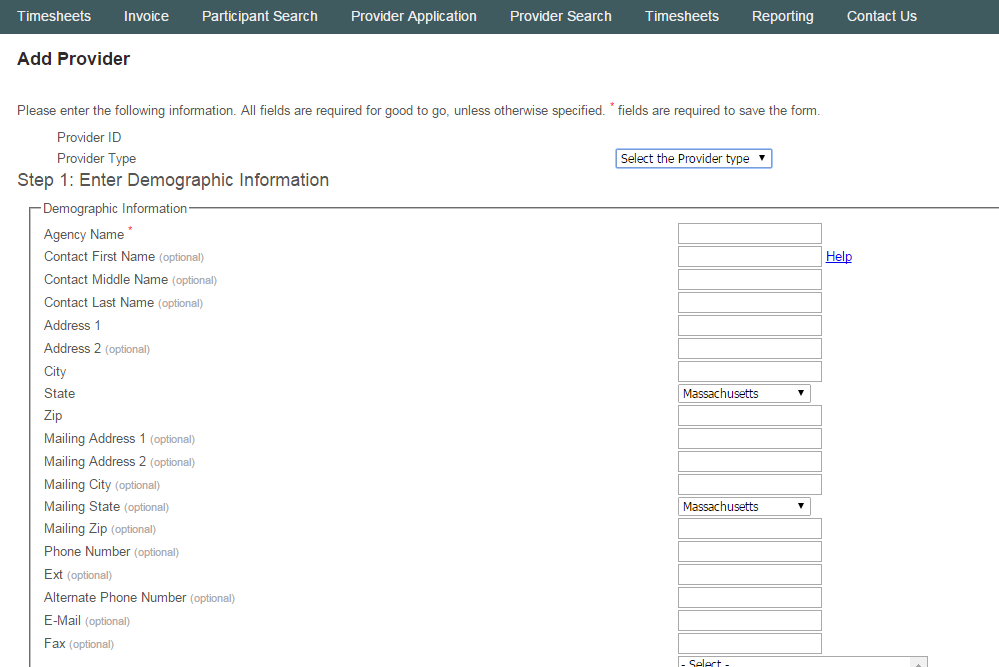 Timesheets Invoice Participant Search Provider Application Provider Search Timesheets Reporting Contact Us
Add Provider
Please enter the following information. All fields are required for good to go, unless otherwise specified. * fields are required to save the form.
Provider ID
Provider Type Select the Provider type
Step 1: Enter Demographic Information
Demographic Information
Agency Name *
Contact First Name (optional) Help
Contact Middle Name (optional)
Contact Last Name (optional)
Address 1
Address 2 (optional)
City
State Massachusetts
Zip
Mailing Address 1 (optional)
Mailing Address 2 (optional)
Mailing City (optional)
Mailing State (optional) Massachusetts
Mailing Zip (optional)
Phone Number (optional)
Ext (optional)
Alternate Phone Number (optional)
E-Mail (optional)
Fax (optional)
- Select -